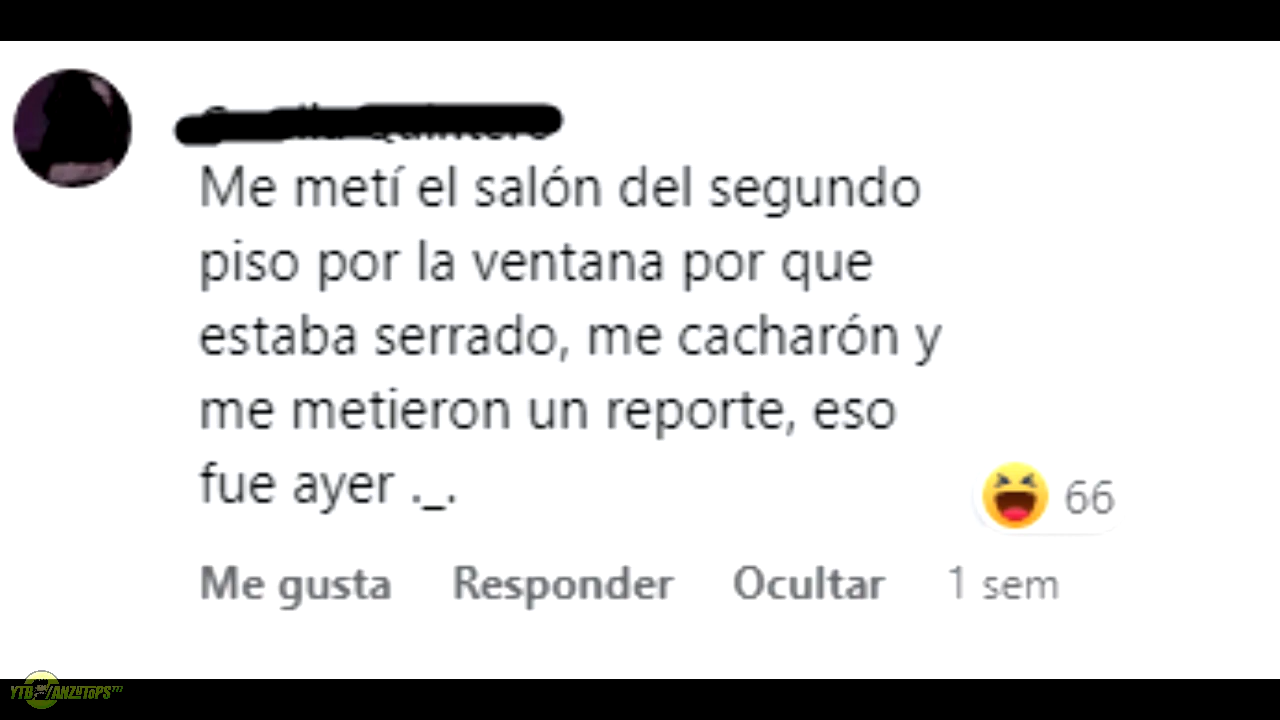 Me metí el salón del segundo
piso por la ventana por que
estaba serrado, me cacharón y
me metieron un reporte, eso
fue ayer ._.
66
Me gusta Responder Ocultar 1 sem